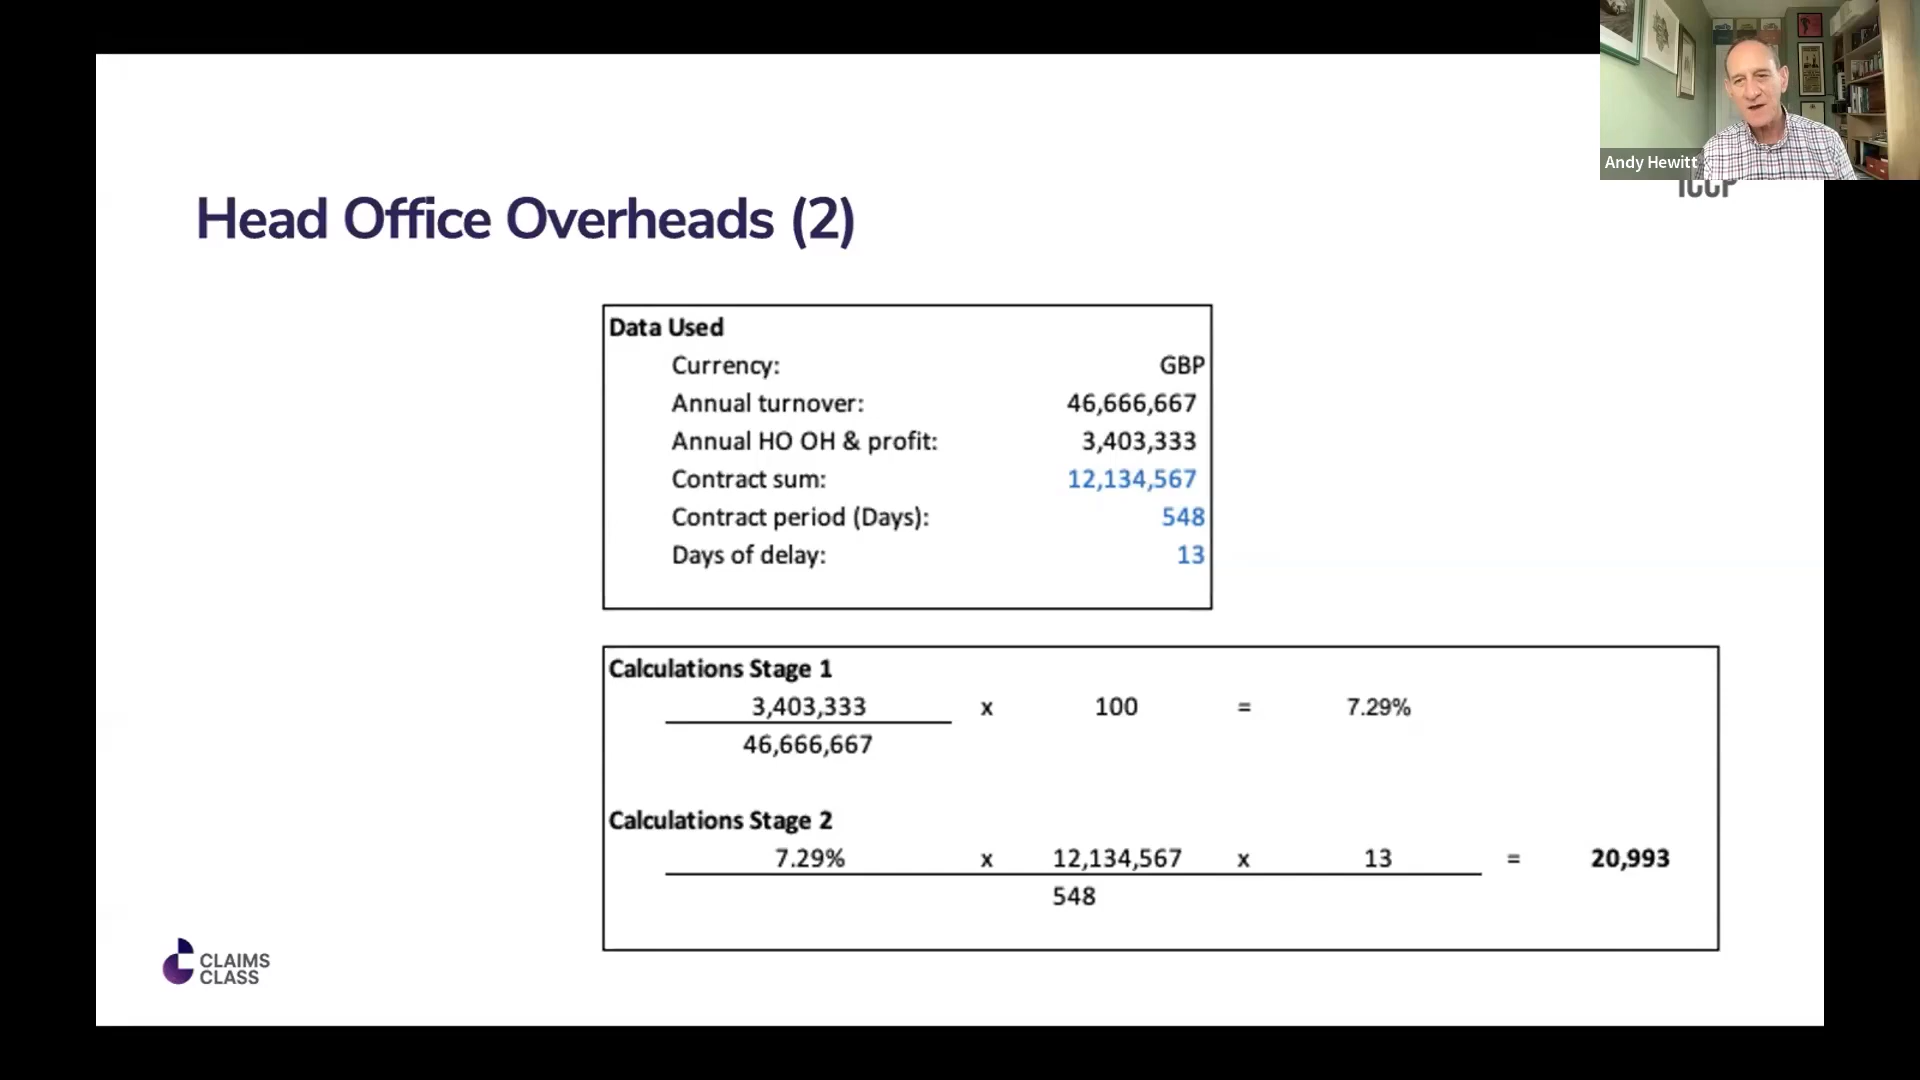 Andy Hewitt
ICCP
Head Office Overheads (2)
Data Used
Currency: GBP
Annual turnover: 46,666,667
Annual HO OH & profit: 3,403,333
Contract sum: 12,134,567
Contract period (Days): 548
Days of delay: 13
Calculations Stage 1
3,403,333 x 100 = 7.29%
46,666,667
Calculations Stage 2
7.29% x 12,134,567 x 13 = 20,993
548
CLAIMS
CLASS